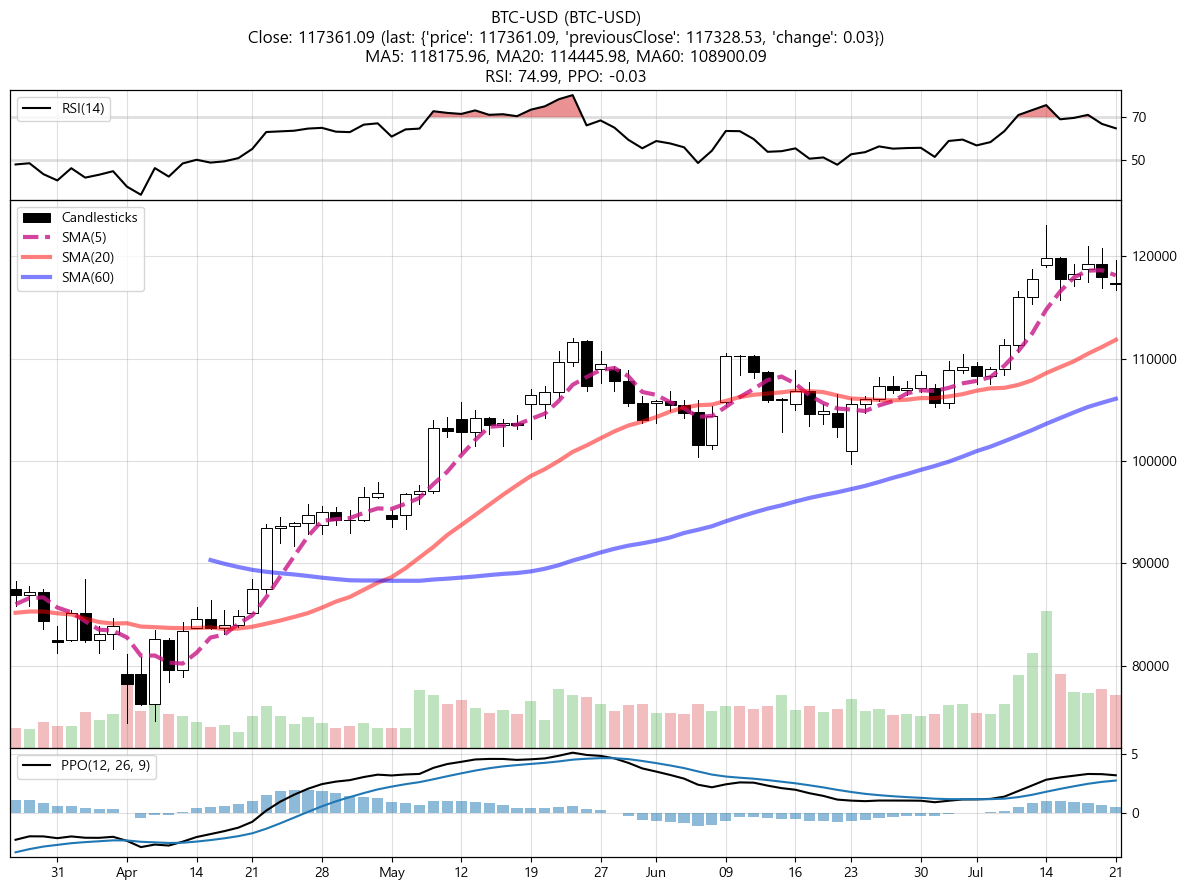 BTC-USD (BTC-USD)
Close: 117361.09 (last: {'price': 117361.09, 'previousClose': 117328.53, 'change': 0.03})
MA5: 118175.96, MA20: 114445.98, MA60: 108900.09
RSI: 74.99, PPO: -0.03
RSI(14)
70
50
Candlesticks
SMA(5)
SMA(20)
SMA(60)
120000
110000
100000
90000
80000
PPO(12, 26, 9)
5
0
31 Apr 14 21 28 May 12 19 27 Jun 09 16 23 30 Jul 14 21